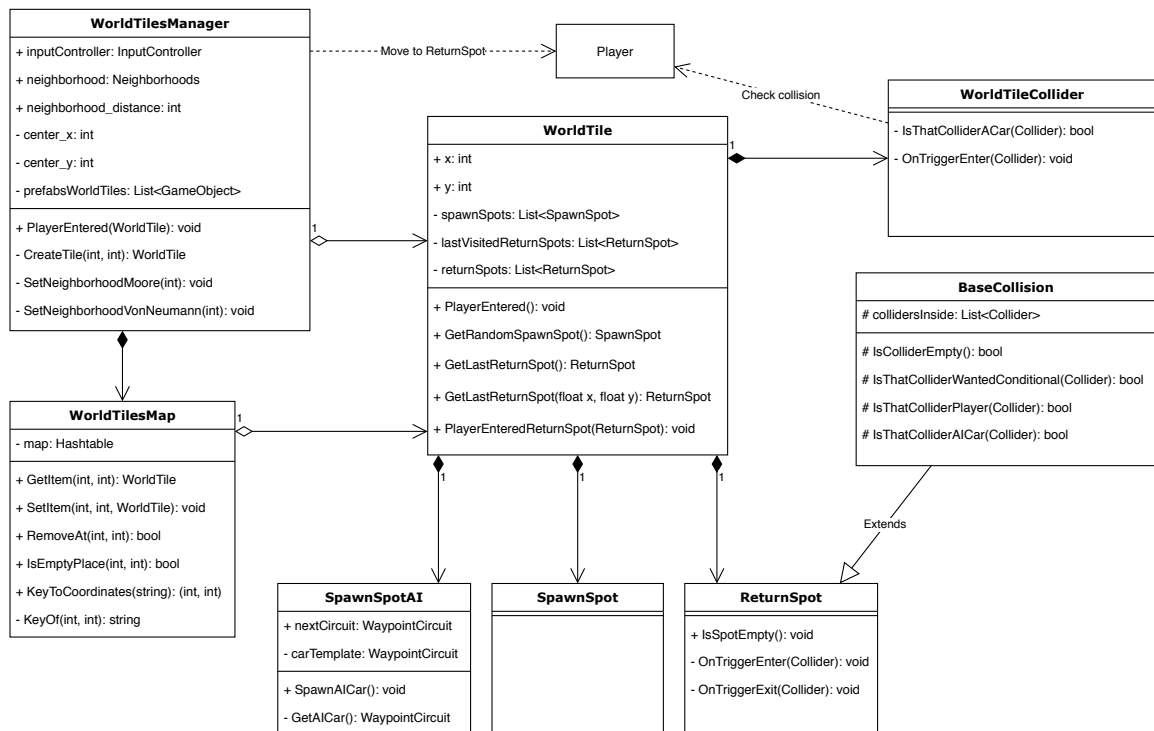 WorldTilesManager
+ inputController: InputController
+ neighborhood: Neighborhoods
+ neighborhood_distance: int
- center_x: int
- center_y: int
- prefabsWorldTiles: List<GameObject>
+ PlayerEntered(WorldTile): void
- CreateTile(int, int): WorldTile
- SetNeighborhoodMoore(int): void
- SetNeighborhoodVonNeumann(int): void
Move to ReturnSpot
Player
Check collision
WorldTileCollider
- IsThatColliderACar(Collider): bool
- OnTriggerEnter(Collider): void
WorldTile
+ x: int
+ y: int
- spawnSpots: List<SpawnSpot>
- lastVisitedReturnSpots: List<ReturnSpot>
- returnSpots: List<ReturnSpot>
+ PlayerEntered(): void
+ GetRandomSpawnSpot(): SpawnSpot
+ GetLastReturnSpot(): ReturnSpot
+ GetLastReturnSpot(float x, float y): ReturnSpot
+ PlayerEnteredReturnSpot(ReturnSpot): void
1
1
1
1
1
1
BaseCollision
# collidersInside: List<Collider>
# IsColliderEmpty(): bool
# IsThatColliderWantedConditional(Collider): bool
# IsThatColliderPlayer(Collider): bool
# IsThatColliderAICar(Collider): bool
Extends
WorldTilesMap
- map: Hashtable
+ GetItem(int, int): WorldTile
+ SetItem(int, int, WorldTile): void
+ RemoveAt(int, int): bool
+ IsEmptyPlace(int, int): bool
+ KeyToCoordinates(string): (int, int)
- KeyOf(int, int): string
SpawnSpotAI
+ nextCircuit: WaypointCircuit
- carTemplate: WaypointCircuit
+ SpawnAICar(): void
- GetAICar(): WaypointCircuit
SpawnSpot
ReturnSpot
+ IsSpotEmpty(): void
- OnTriggerEnter(Collider): void
- OnTriggerExit(Collider): void